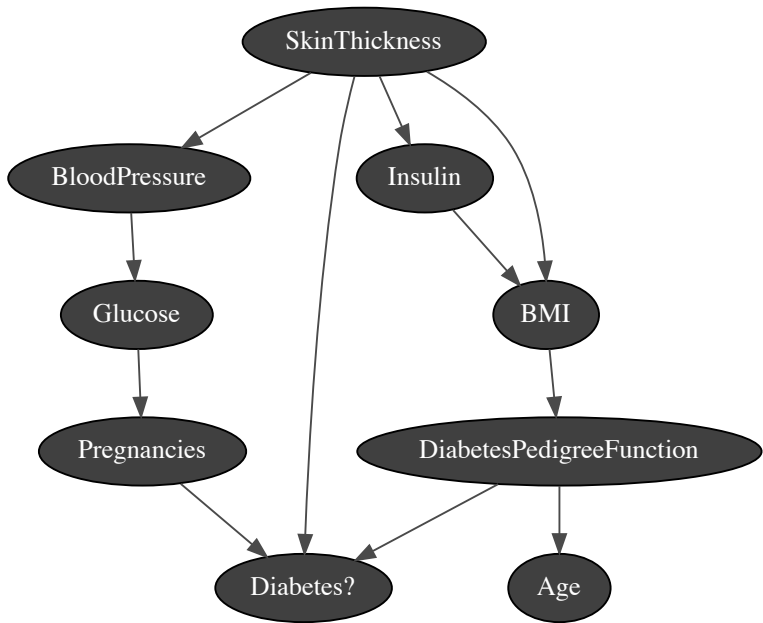 SkinThickness
BloodPressure
Insulin
Glucose
BMI
Pregnancies
DiabetesPedigreeFunction
Diabetes?
Age